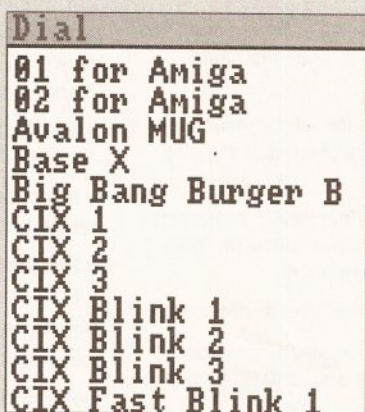 Dial
01 for Amiga
02 for Amiga
Avalon MUG
Base X
Big Bang Burger B
CIX 1
CIX 2
CIX 3
CIX Blink 1
CIX Blink 2
CIX Blink 3
CIX Fast Blink 1